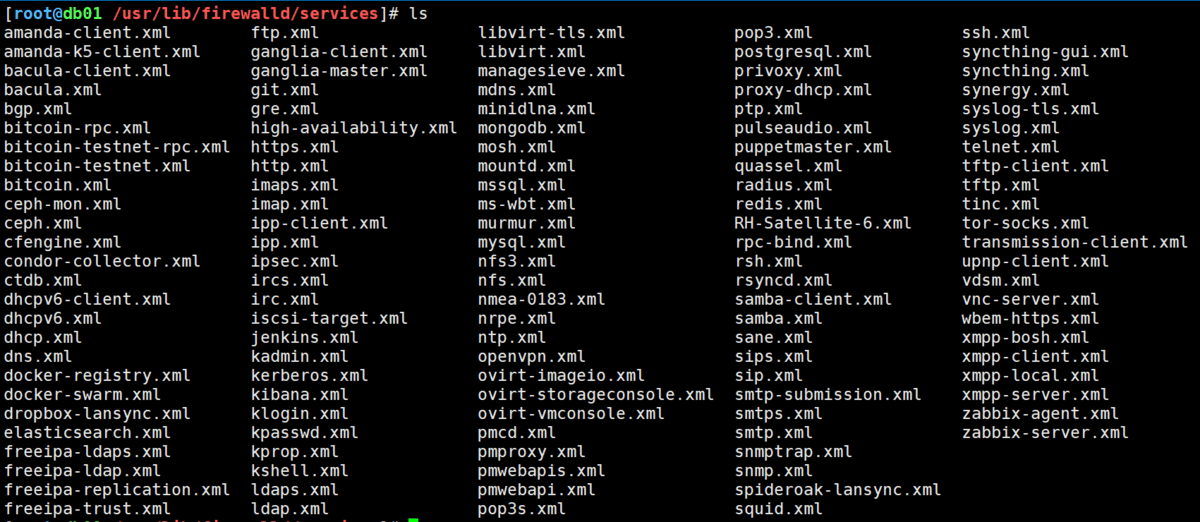 [root@db01 /usr/lib/firewalld/services]# ls
amanda-client.xml ftp.xml libvirt-tls.xml pop3.xml ssh.xml
amanda-k5-client.xml ganglia-client.xml libvirt.xml postgresql.xml syncthing-gui.xml
bacula-client.xml ganglia-master.xml managesieve.xml privoxy.xml syncthing.xml
bacula.xml git.xml mdns.xml proxy-dhcp.xml synergy.xml
bgp.xml gre.xml minidlna.xml ptp.xml syslog-tls.xml
bitcoin-rpc.xml high-availability.xml mongodb.xml pulseaudio.xml syslog.xml
bitcoin-testnet-rpc.xml https.xml mosh.xml puppetmaster.xml telnet.xml
bitcoin-testnet.xml http.xml mountd.xml quassel.xml tftp-client.xml
bitcoin.xml imaps.xml mssql.xml radius.xml tftp.xml
ceph-mon.xml imap.xml ms-wbt.xml redis.xml tinc.xml
ceph.xml ipp-client.xml murmur.xml RH-Satellite-6.xml tor-socks.xml
cfengine.xml ipp.xml mysql.xml rpc-bind.xml transmission-client.xml
condor-collector.xml ipsec.xml nfs3.xml rsh.xml upnp-client.xml
ctdb.xml ircs.xml nfs.xml rsyncd.xml vdsm.xml
dhcpv6-client.xml irc.xml nmea-0183.xml samba-client.xml vnc-server.xml
dhcpv6.xml iscsi-target.xml nrpe.xml samba.xml wbem-https.xml
dhcp.xml jenkins.xml ntp.xml sane.xml xmpp-bosh.xml
dns.xml kadmin.xml openvpn.xml sips.xml xmpp-client.xml
docker-registry.xml kerberos.xml ovirt-imageio.xml sip.xml xmpp-local.xml
docker-swarm.xml kibana.xml ovirt-storageconsole.xml smtp-submission.xml xmpp-server.xml
dropbox-lansync.xml klogin.xml ovirt-vmconsole.xml smtps.xml zabbix-agent.xml
elasticsearch.xml kpasswd.xml pmcd.xml smtp.xml zabbix-server.xml
freeipa-ldaps.xml kprop.xml pmproxy.xml snmptrap.xml
freeipa-ldap.xml kshell.xml pmwebapis.xml snmp.xml
freeipa-replication.xml ldaps.xml pmwebapi.xml spideroak-lansync.xml
freeipa-trust.xml ldap.xml pop3s.xml squid.xml